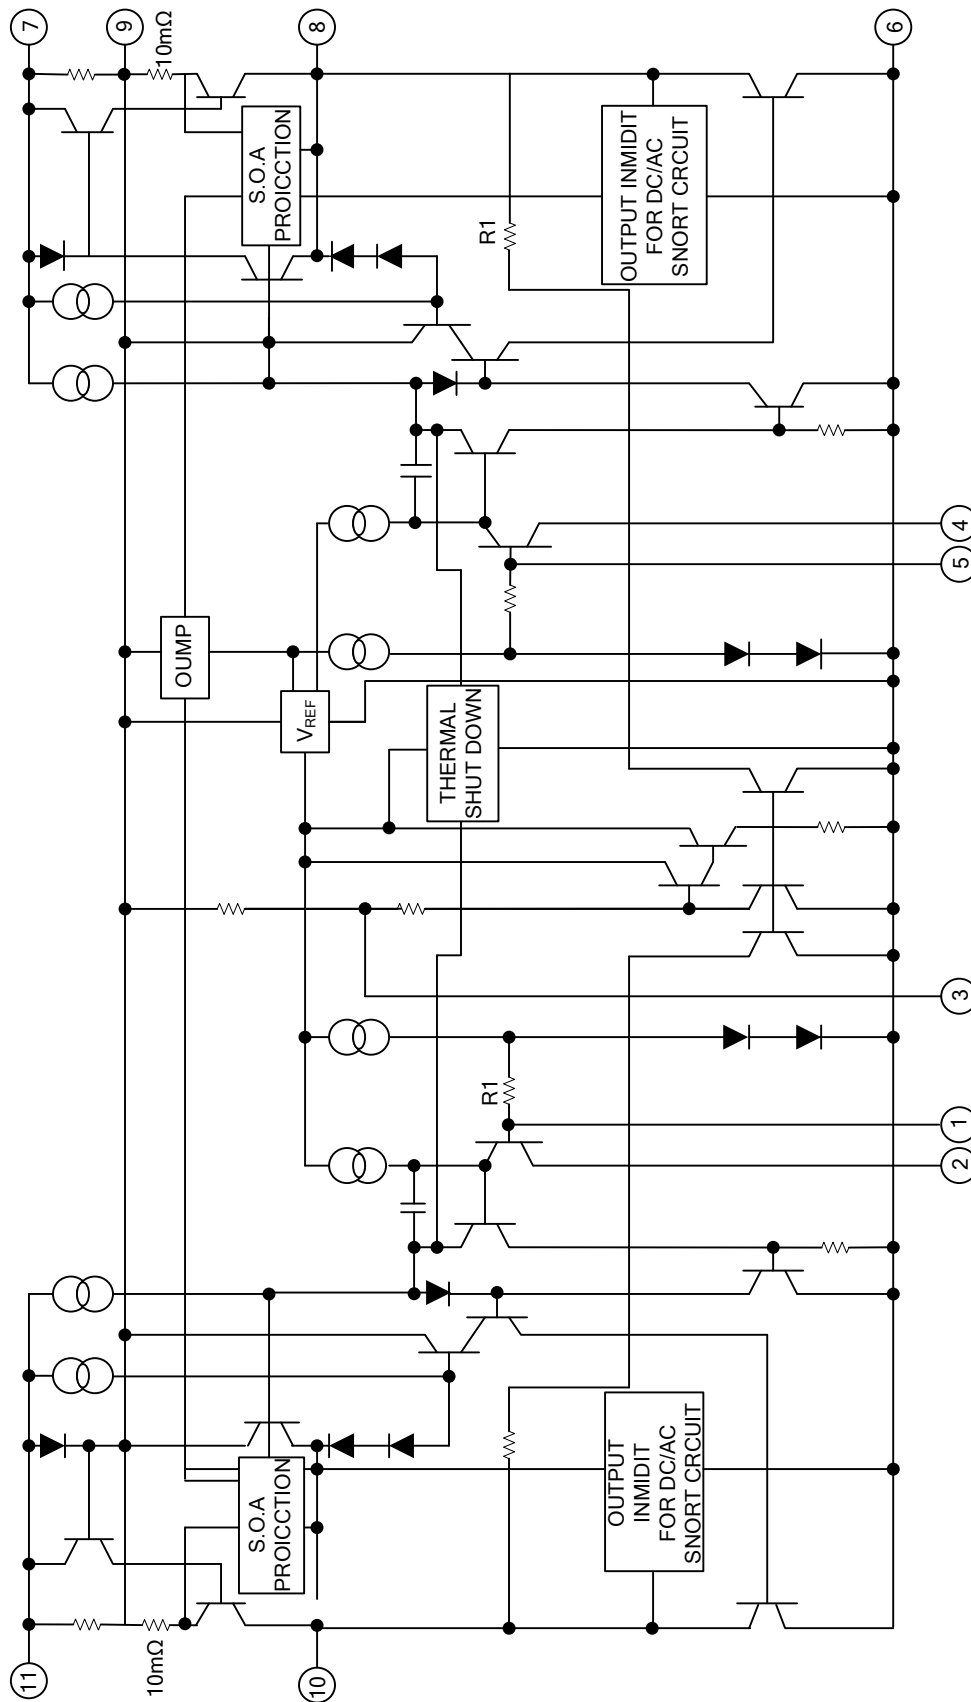 7
9
8
6
10mΩ
S.O.A
PROICCTION
R1
OUTPUT INMIDIT
FOR DC/AC
SNORT CRCUIT
4
5
OUMP
VREF
THERMAL
SHUT DOWN
3
R1
1
2
S.O.A
PROICCTION
OUTPUT
INMIDIT
FOR DC/AC
SNORT CRCUIT
10mΩ
11
10